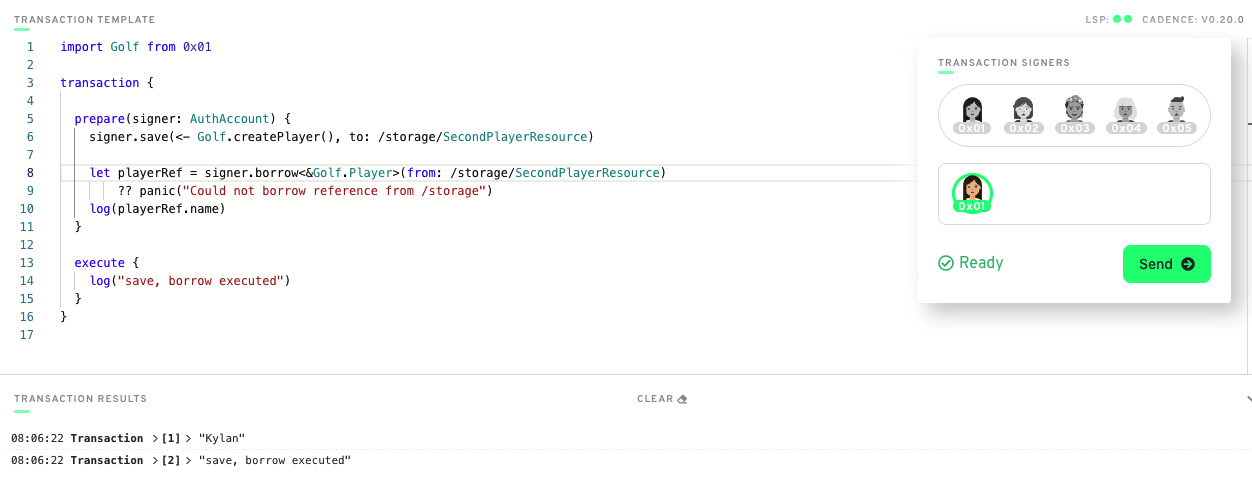 TRANSACTION TEMPLATE
LSP: CADENCE: V0.20.0
1 import Golf from 0x01
2
3 transaction {
4
5 prepare(signer: AuthAccount) {
6 signer.save(<- Golf.createPlayer(), to: /storage/SecondPlayerResource)
7
8 let playerRef = signer.borrow<&Golf.Player>(from: /storage/SecondPlayerResource)
9 ?? panic("Could not borrow reference from /storage")
10 log(playerRef.name)
11 }
12
13 execute {
14 log("save, borrow executed")
15 }
16 }
17
TRANSACTION SIGNERS
0x01 0x02 0x03 0x04 0x05
0x01
Ready
Send
TRANSACTION RESULTS
CLEAR
08:06:22 Transaction >[1] > "Kylan"
08:06:22 Transaction >[2] > "save, borrow executed"